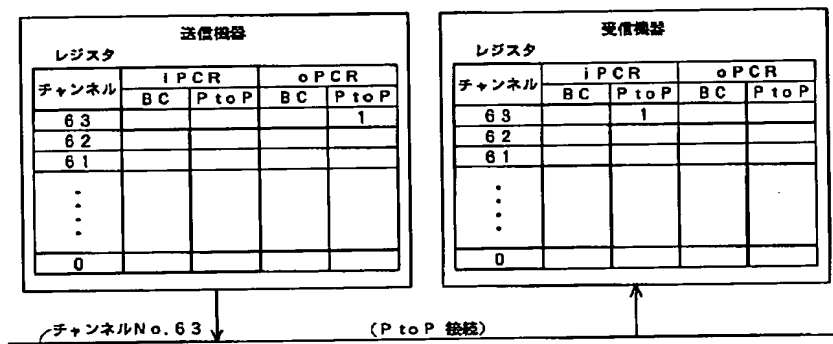 送信機器
レジスタ
チャンネル iPCR oPCR
BC PtoP BC PtoP
63 1
62
61
0
受信機器
レジスタ
チャンネル iPCR oPCR
BC PtoP BC PtoP
63 1
62
61
0
チャンネルNo.63 (PtoP 接続)